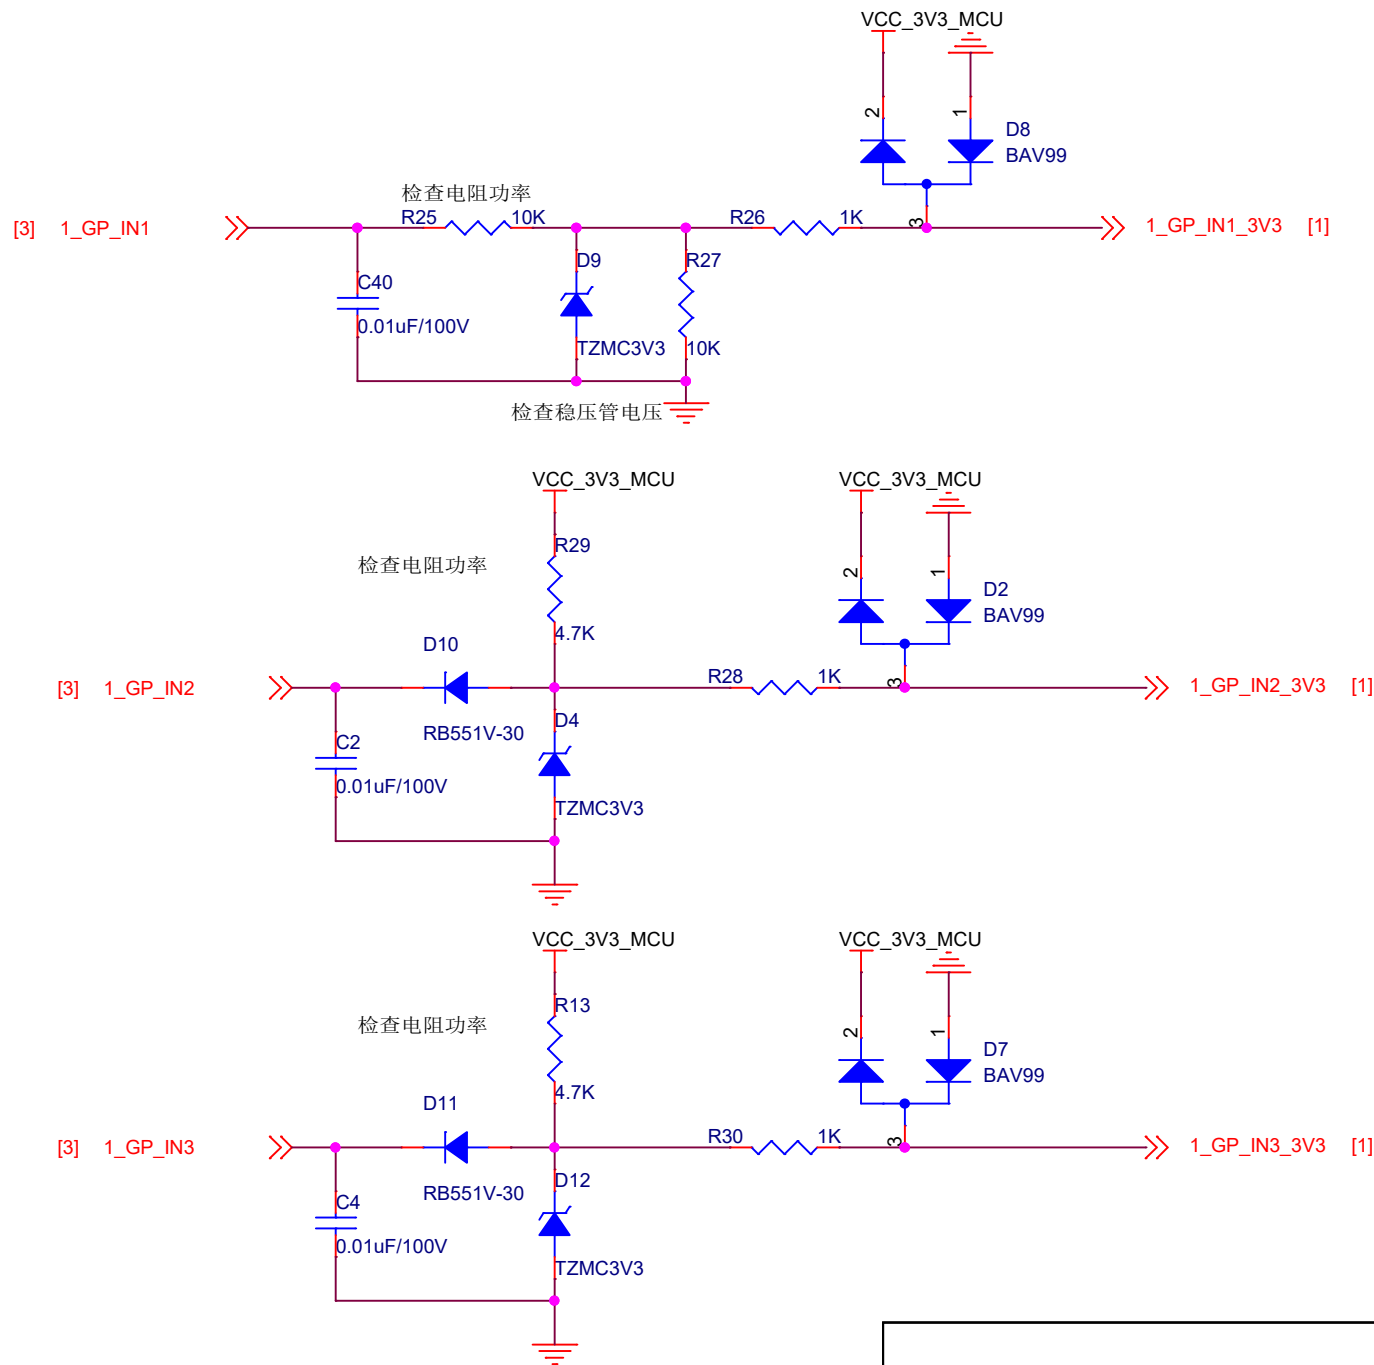 VCC_3V3_MCU
2
1
D8
BAV99
检查电阻功率
[3] 1_GP_IN1
R25
10K
R26
1K
3
1_GP_IN1_3V3 [1]
D9
R27
C40
0.01uF/100V
TZMC3V3
10K
检查稳压管电压
VCC_3V3_MCU
VCC_3V3_MCU
R29
检查电阻功率
2
1
D2
BAV99
4.7K
D10
[3] 1_GP_IN2
R28
1K
3
1_GP_IN2_3V3 [1]
RB551V-30
D4
C2
0.01uF/100V
TZMC3V3
VCC_3V3_MCU
VCC_3V3_MCU
R13
检查电阻功率
2
1
D7
BAV99
4.7K
D11
[3] 1_GP_IN3
R30
1K
3
1_GP_IN3_3V3 [1]
RB551V-30
D12
C4
0.01uF/100V
TZMC3V3